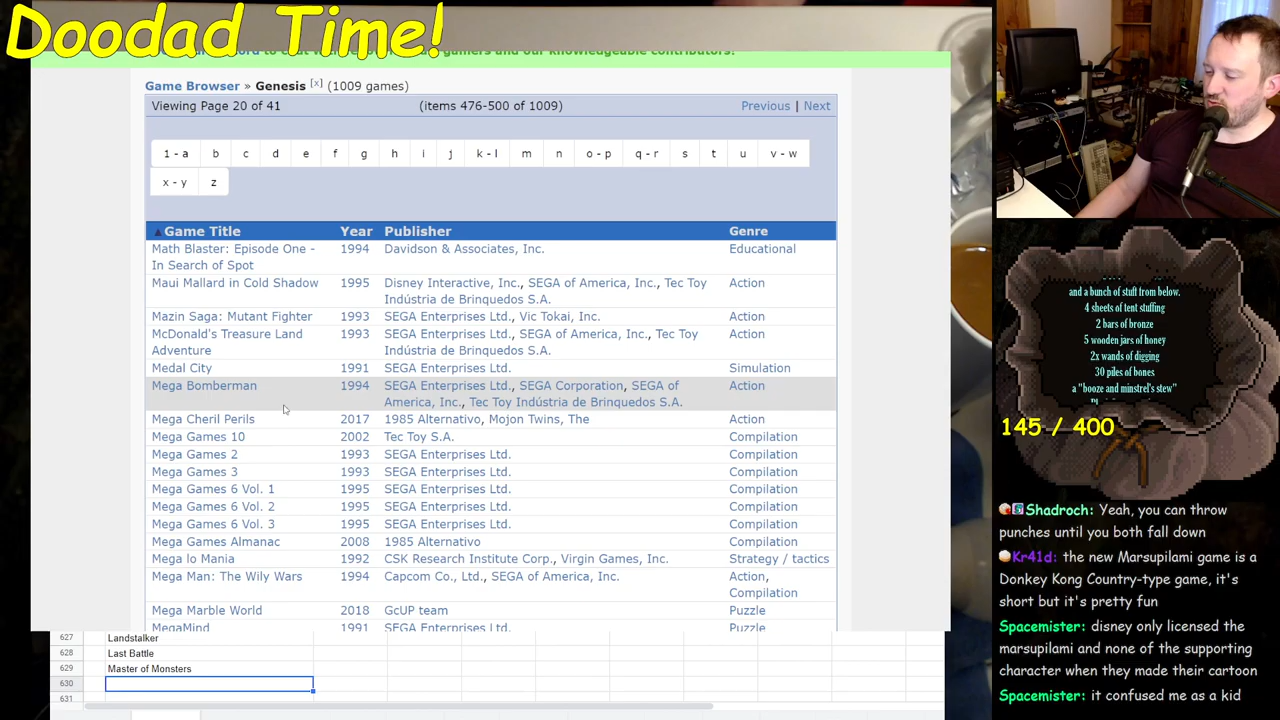 Doodad Time!
Game Browser » Genesis [x] (1009 games)
Viewing Page 20 of 41 (items 476-500 of 1009) Previous | Next
1 - a b c d e f g h i j k - l m n o - p q - r s t u v - w
x - y z
▲Game Title Year Publisher Genre
Math Blaster: Episode One - In Search of Spot 1994 Davidson & Associates, Inc. Educational
Maui Mallard in Cold Shadow 1995 Disney Interactive, Inc., SEGA of America, Inc., Tec Toy Indústria de Brinquedos S.A. Action
Mazin Saga: Mutant Fighter 1993 SEGA Enterprises Ltd., Vic Tokai, Inc. Action
McDonald's Treasure Land Adventure 1993 SEGA Enterprises Ltd., SEGA of America, Inc., Tec Toy Indústria de Brinquedos S.A. Action
Medal City 1991 SEGA Enterprises Ltd. Simulation
Mega Bomberman 1994 SEGA Enterprises Ltd., SEGA Corporation, SEGA of America, Inc., Tec Toy Indústria de Brinquedos S.A. Action
Mega Cheril Perils 2017 1985 Alternativo, Mojon Twins, The Action
Mega Games 10 2002 Tec Toy S.A. Compilation
Mega Games 2 1993 SEGA Enterprises Ltd. Compilation
Mega Games 3 1993 SEGA Enterprises Ltd. Compilation
Mega Games 6 Vol. 1 1995 SEGA Enterprises Ltd. Compilation
Mega Games 6 Vol. 2 1995 SEGA Enterprises Ltd. Compilation
Mega Games 6 Vol. 3 1995 SEGA Enterprises Ltd. Compilation
Mega Games Almanac 2008 1985 Alternativo Compilation
Mega lo Mania 1992 CSK Research Institute Corp., Virgin Games, Inc. Strategy / tactics
Mega Man: The Wily Wars 1994 Capcom Co., Ltd., SEGA of America, Inc. Action, Compilation
Mega Marble World 2018 GcUP team Puzzle
MegaMind 1991 SEGA Enterprises Ltd. Puzzle
627 Landstalker
628 Last Battle
629 Master of Monsters
630
631
and a bunch of stuff from below.
4 sheets of tent stuffing
2 bars of bronze
5 wooden jars of honey
2x wands of digging
30 piles of bones
a "booze and minstrel's stew"
145 / 400
Shadroch: Yeah, you can throw
punches until you both fall down
Kr41d: the new Marsupilami game is a
Donkey Kong Country-type game, it's
short but it's pretty fun
Spacemister: disney only licensed the
marsupilami and none of the supporting
character when they made their cartoon
Spacemister: it confused me as a kid